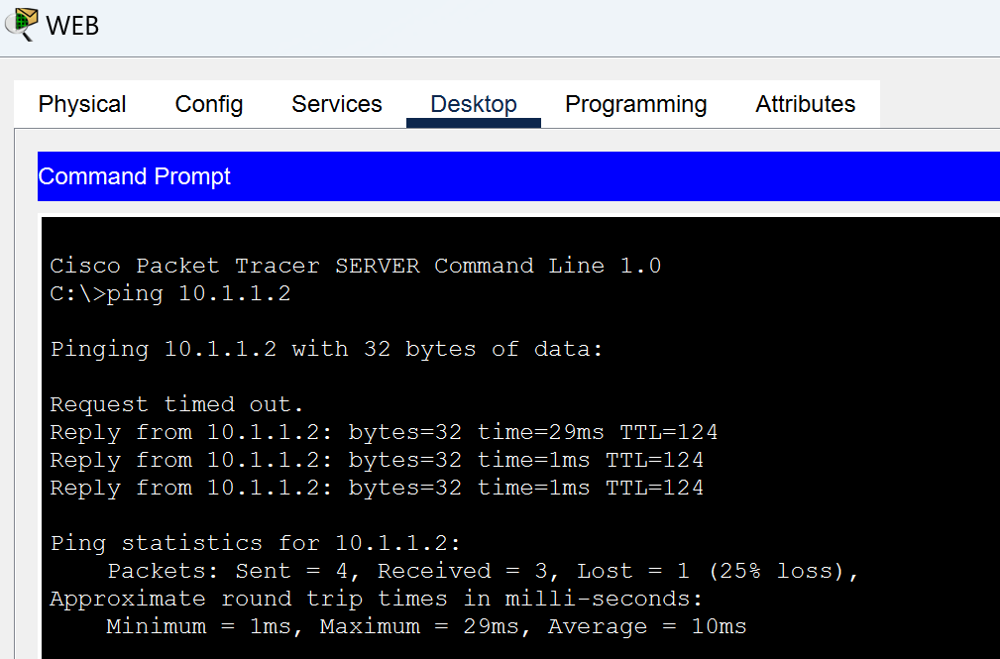 WEB
Physical Config Services Desktop Programming Attributes
Command Prompt
Cisco Packet Tracer SERVER Command Line 1.0
C:\>ping 10.1.1.2
Pinging 10.1.1.2 with 32 bytes of data:
Request timed out.
Reply from 10.1.1.2: bytes=32 time=29ms TTL=124
Reply from 10.1.1.2: bytes=32 time=1ms TTL=124
Reply from 10.1.1.2: bytes=32 time=1ms TTL=124
Ping statistics for 10.1.1.2:
    Packets: Sent = 4, Received = 3, Lost = 1 (25% loss),
Approximate round trip times in milli-seconds:
    Minimum = 1ms, Maximum = 29ms, Average = 10ms